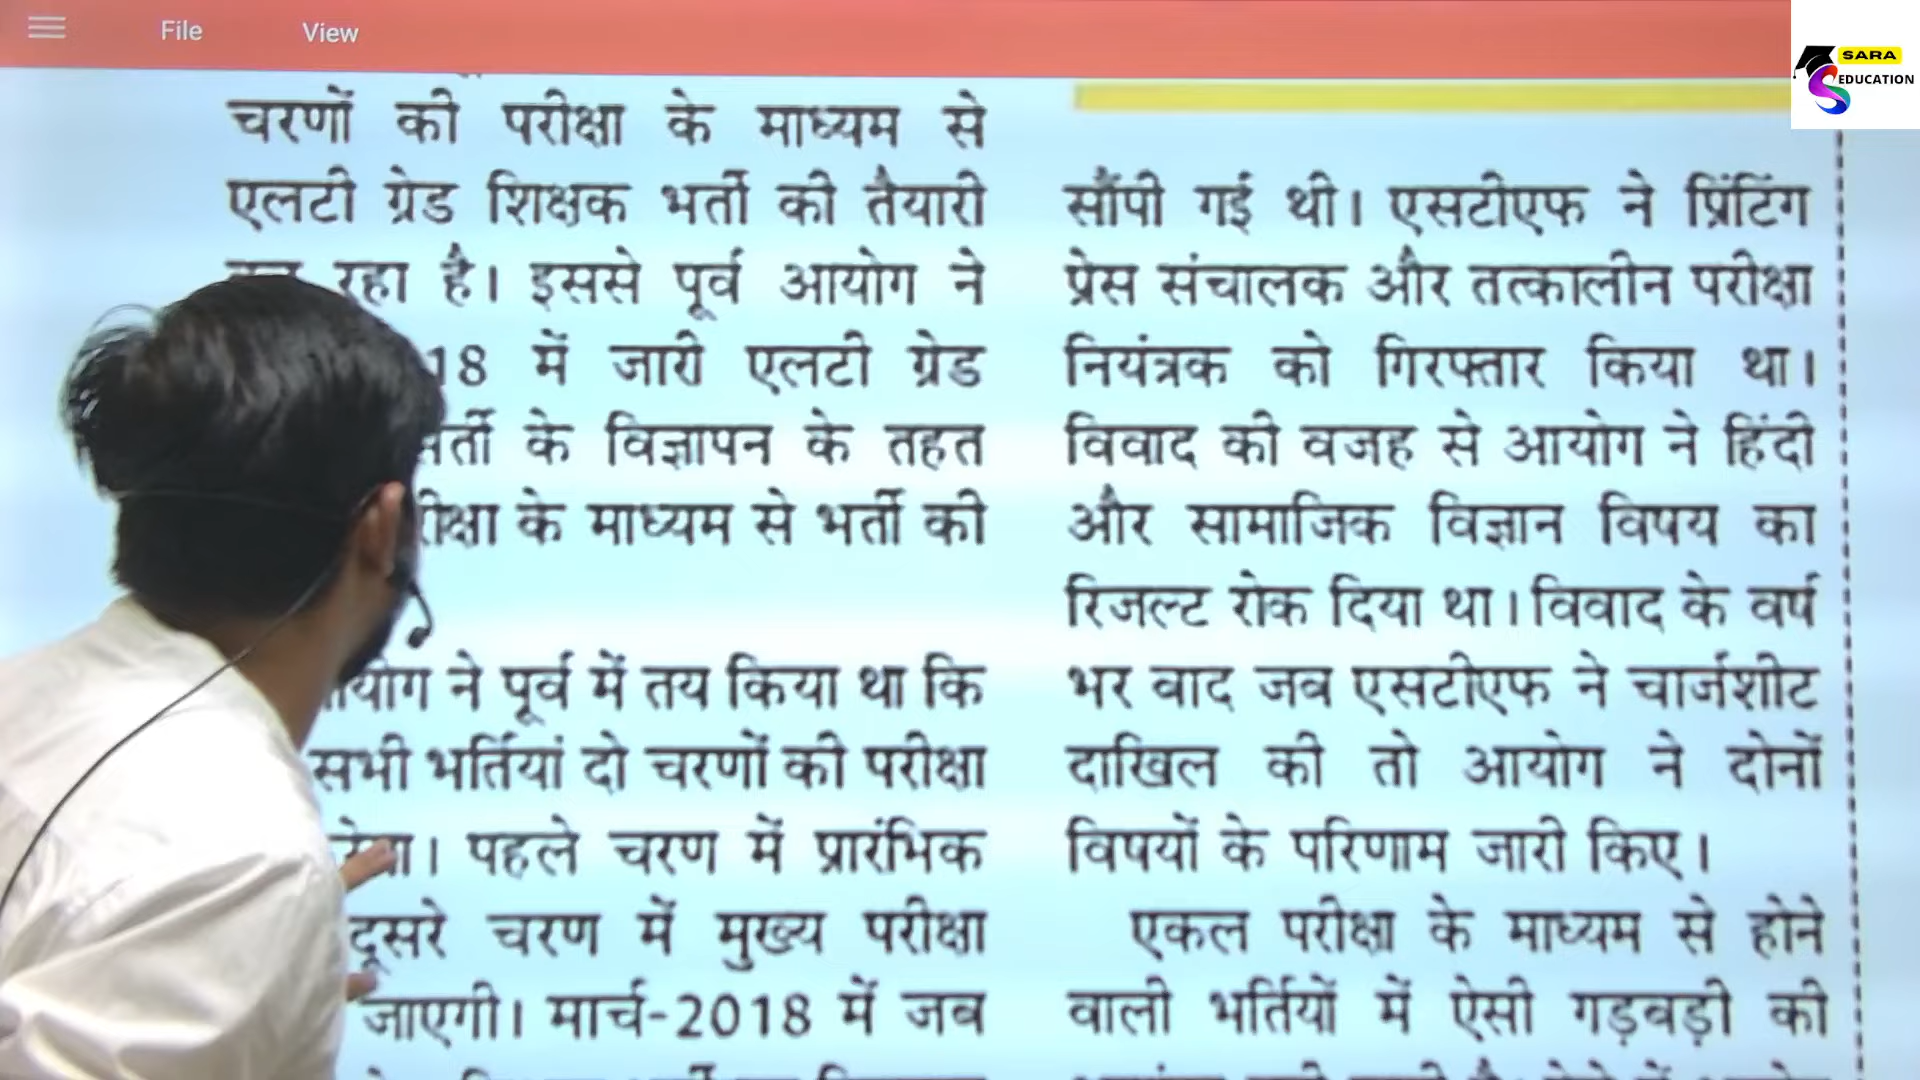 File View
SARA
EDUCATION
चरणों की परीक्षा के माध्यम से
एलटी ग्रेड शिक्षक भर्ती की तैयारी
रहा है। इससे पूर्व आयोग ने
18 में जारी एलटी ग्रेड
के विज्ञापन के तहत
के माध्यम से भर्ती की
ने पूर्व में तय किया था कि
सभी भर्तियां दो चरणों की परीक्षा
पहले चरण में प्रारंभिक
दूसरे चरण में मुख्य परीक्षा
जाएगी। मार्च-2018 में जब
सौंपी गई थी। एसटीएफ ने प्रिंटिंग
प्रेस संचालक और तत्कालीन परीक्षा
नियंत्रक को गिरफ्तार किया था।
विवाद की वजह से आयोग ने हिंदी
और सामाजिक विज्ञान विषय का
रिजल्ट रोक दिया था। विवाद के वर्ष
भर बाद जब एसटीएफ ने चार्जशीट
दाखिल की तो आयोग ने दोनों
विषयों के परिणाम जारी किए।
एकल परीक्षा के माध्यम से होने
वाली भर्तियों में ऐसी गड़बड़ी की